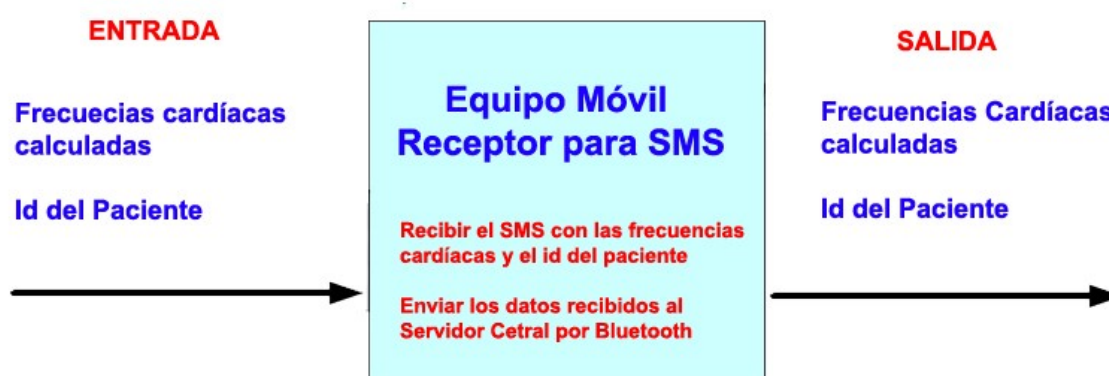 ENTRADA
Frecuecias cardíacas
calculadas
Id del Paciente
Equipo Móvil
Receptor para SMS
Recibir el SMS con las frecuencias
cardíacas y el id del paciente
Enviar los datos recibidos al
Servidor Cetral por Bluetooth
SALIDA
Frecuencias Cardíacas
calculadas
Id del Paciente